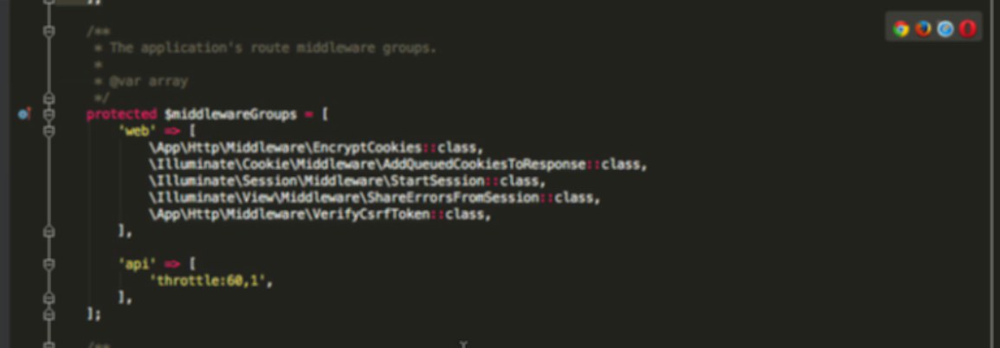 ];
/**
* The application's route middleware groups.
*
* @var array
*/
protected $middlewareGroups = [
'web' => [
\App\Http\Middleware\EncryptCookies::class,
\Illuminate\Cookie\Middleware\AddQueuedCookiesToResponse::class,
\Illuminate\Session\Middleware\StartSession::class,
\Illuminate\View\Middleware\ShareErrorsFromSession::class,
\App\Http\Middleware\VerifyCsrfToken::class,
],
'api' => [
'throttle:60,1',
],
];
/**